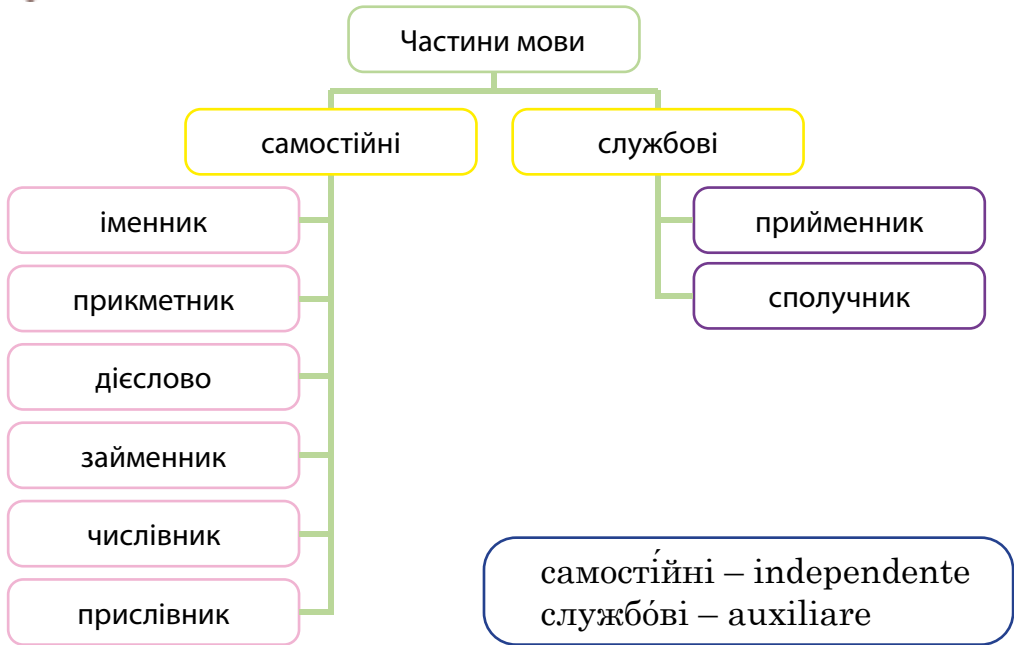 Частини мови
самостійні
службові
іменник
прикметник
дієслово
займенник
числівник
прислівник
прийменник
сполучник
самості́йні – independente
службо́ві – auxiliare